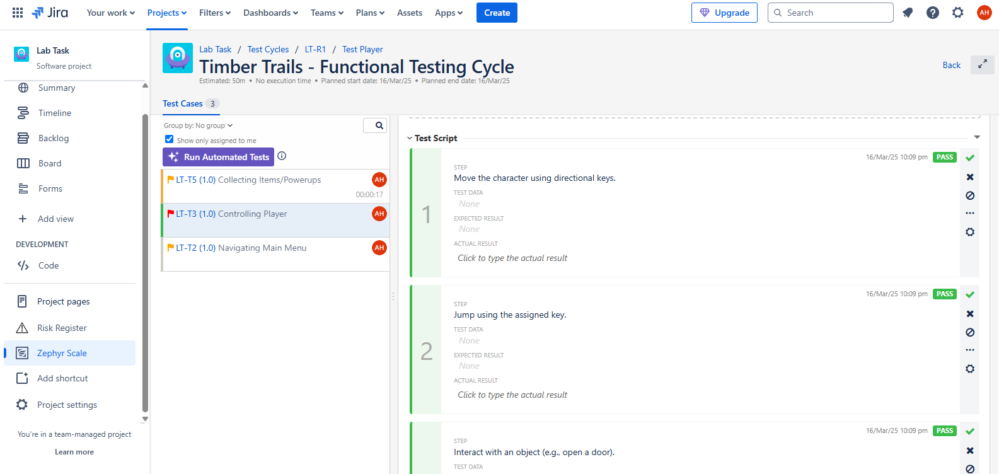 Jira
Your work
Projects
Filters
Dashboards
Teams
Plans
Assets
Apps
Create
Upgrade
Search
AH
Lab Task
Software project
Summary
Timeline
Backlog
Board
Forms
Add view
DEVELOPMENT
Code
Project pages
Risk Register
Zephyr Scale
Add shortcut
Project settings
You're in a team-managed project
Learn more
Lab Task / Test Cycles / LT-R1 / Test Player
Timber Trails - Functional Testing Cycle
Estimated: 50m • No execution time • Planned start date: 16/Mar/25 • Planned end date: 16/Mar/25
Back
Test Cases 3
Group by: No group
Show only assigned to me
Run Automated Tests
LT-T5 (1.0) Collecting Items/Powerups
AH
00:00:17
LT-T3 (1.0) Controlling Player
AH
LT-T2 (1.0) Navigating Main Menu
AH
Test Script
1
16/Mar/25 10:09 pm PASS
STEP
Move the character using directional keys.
TEST DATA
None
EXPECTED RESULT
None
ACTUAL RESULT
Click to type the actual result
2
16/Mar/25 10:09 pm PASS
STEP
Jump using the assigned key.
TEST DATA
None
EXPECTED RESULT
None
ACTUAL RESULT
Click to type the actual result
16/Mar/25 10:09 pm PASS
STEP
Interact with an object (e.g., open a door).
TEST DATA